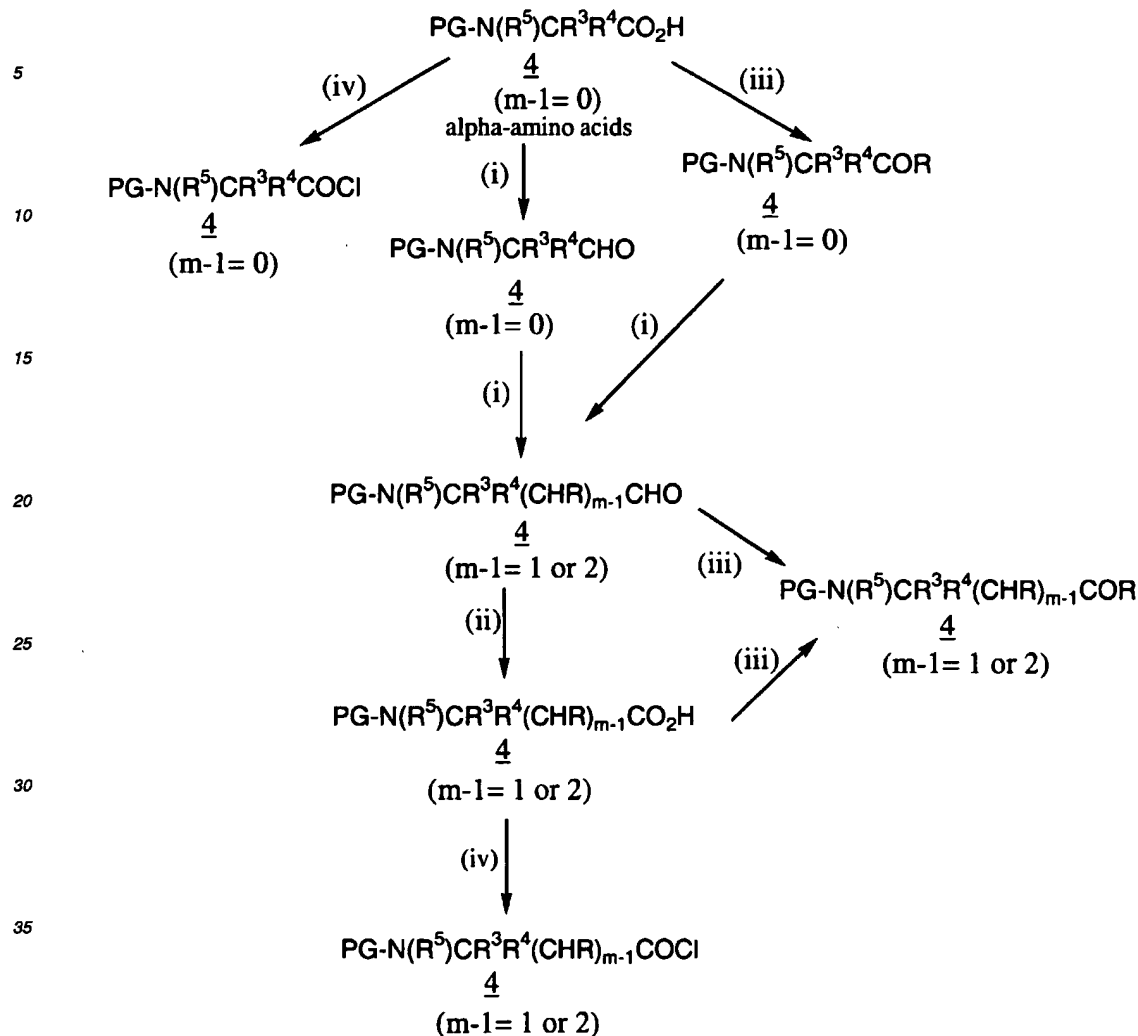 PG-N(R⁵)CR³R⁴CO₂H
5
4
(iv)
(iii)
(m-1= 0)
alpha-amino acids
PG-N(R⁵)CR³R⁴COCl
(i)
PG-N(R⁵)CR³R⁴COR
4
4
10
(m-1= 0)
PG-N(R⁵)CR³R⁴CHO
(m-1= 0)
4
(m-1= 0)
(i)
15
(i)
PG-N(R⁵)CR³R⁴(CHR)ₘ₋₁CHO
20
4
(m-1= 1 or 2)
(iii)
PG-N(R⁵)CR³R⁴(CHR)ₘ₋₁COR
(ii)
4
25
(iii)
(m-1= 1 or 2)
PG-N(R⁵)CR³R⁴(CHR)ₘ₋₁CO₂H
4
30
(m-1= 1 or 2)
(iv)
35
PG-N(R⁵)CR³R⁴(CHR)ₘ₋₁COCl
4
(m-1= 1 or 2)